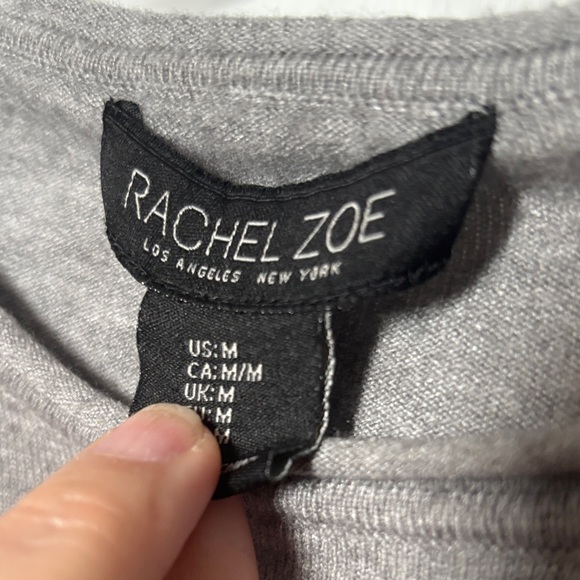 RACHEL ZOE
LOS ANGELES NEW YORK
US: M
CA: M/M
UK: M
: M
M